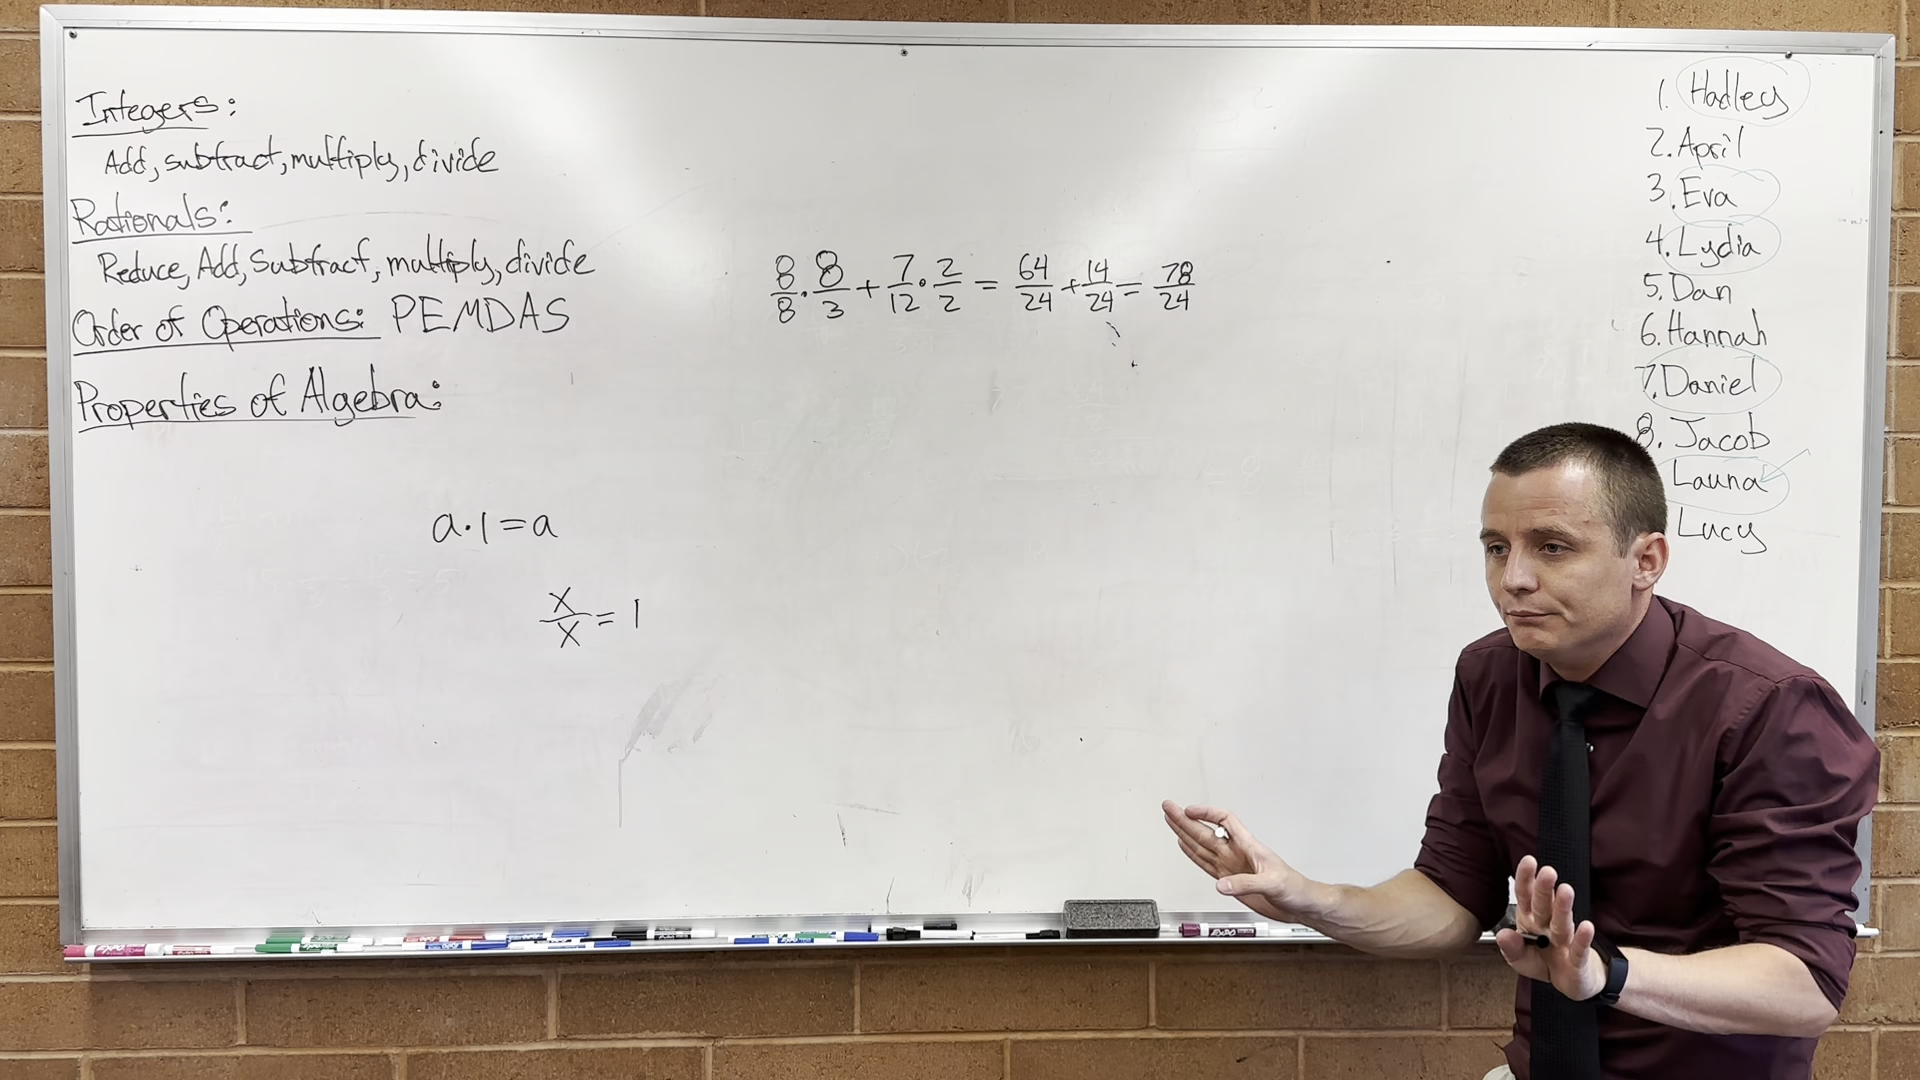 Integers:
Add, subtract, multiply, divide
Rationals:
Reduce, Add, Subtract, multiply, divide
Order of Operations: PEMDAS
Properties of Algebra:
a·1=a
x/x=1
8/8·8/3+7/12·2/2=64/24+14/24=78/24
1. Hadley
2. April
3. Eva
4. Lydia
5. Dan
6. Hannah
7. Daniel
8. Jacob
Launa
Lucy
EXPO